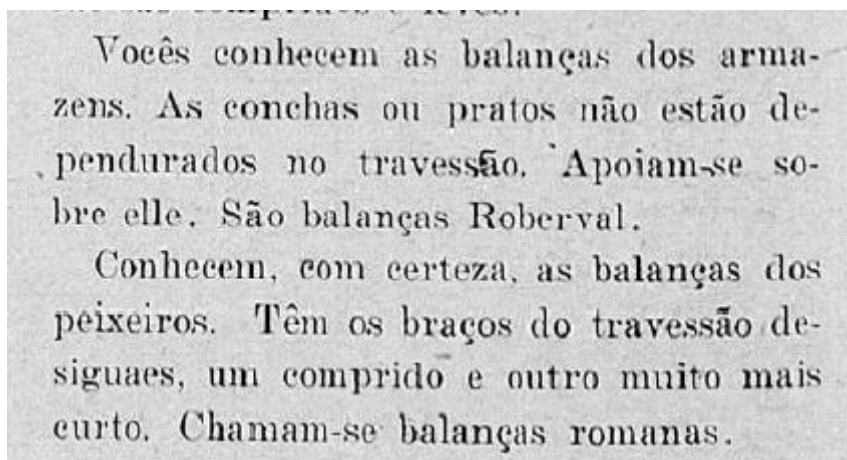 Vocês conhecem as balanças dos arma-
zens. As conchas ou pratos não estão de-
pendurados no travessão. Apoiam-se so-
bre elle. São balanças Roberval.
Conhecem, com certeza, as balanças dos
peixeiros. Têm os braços do travessão de-
siguaes, um comprido e outro muito mais
curto. Chamam-se balanças romanas.